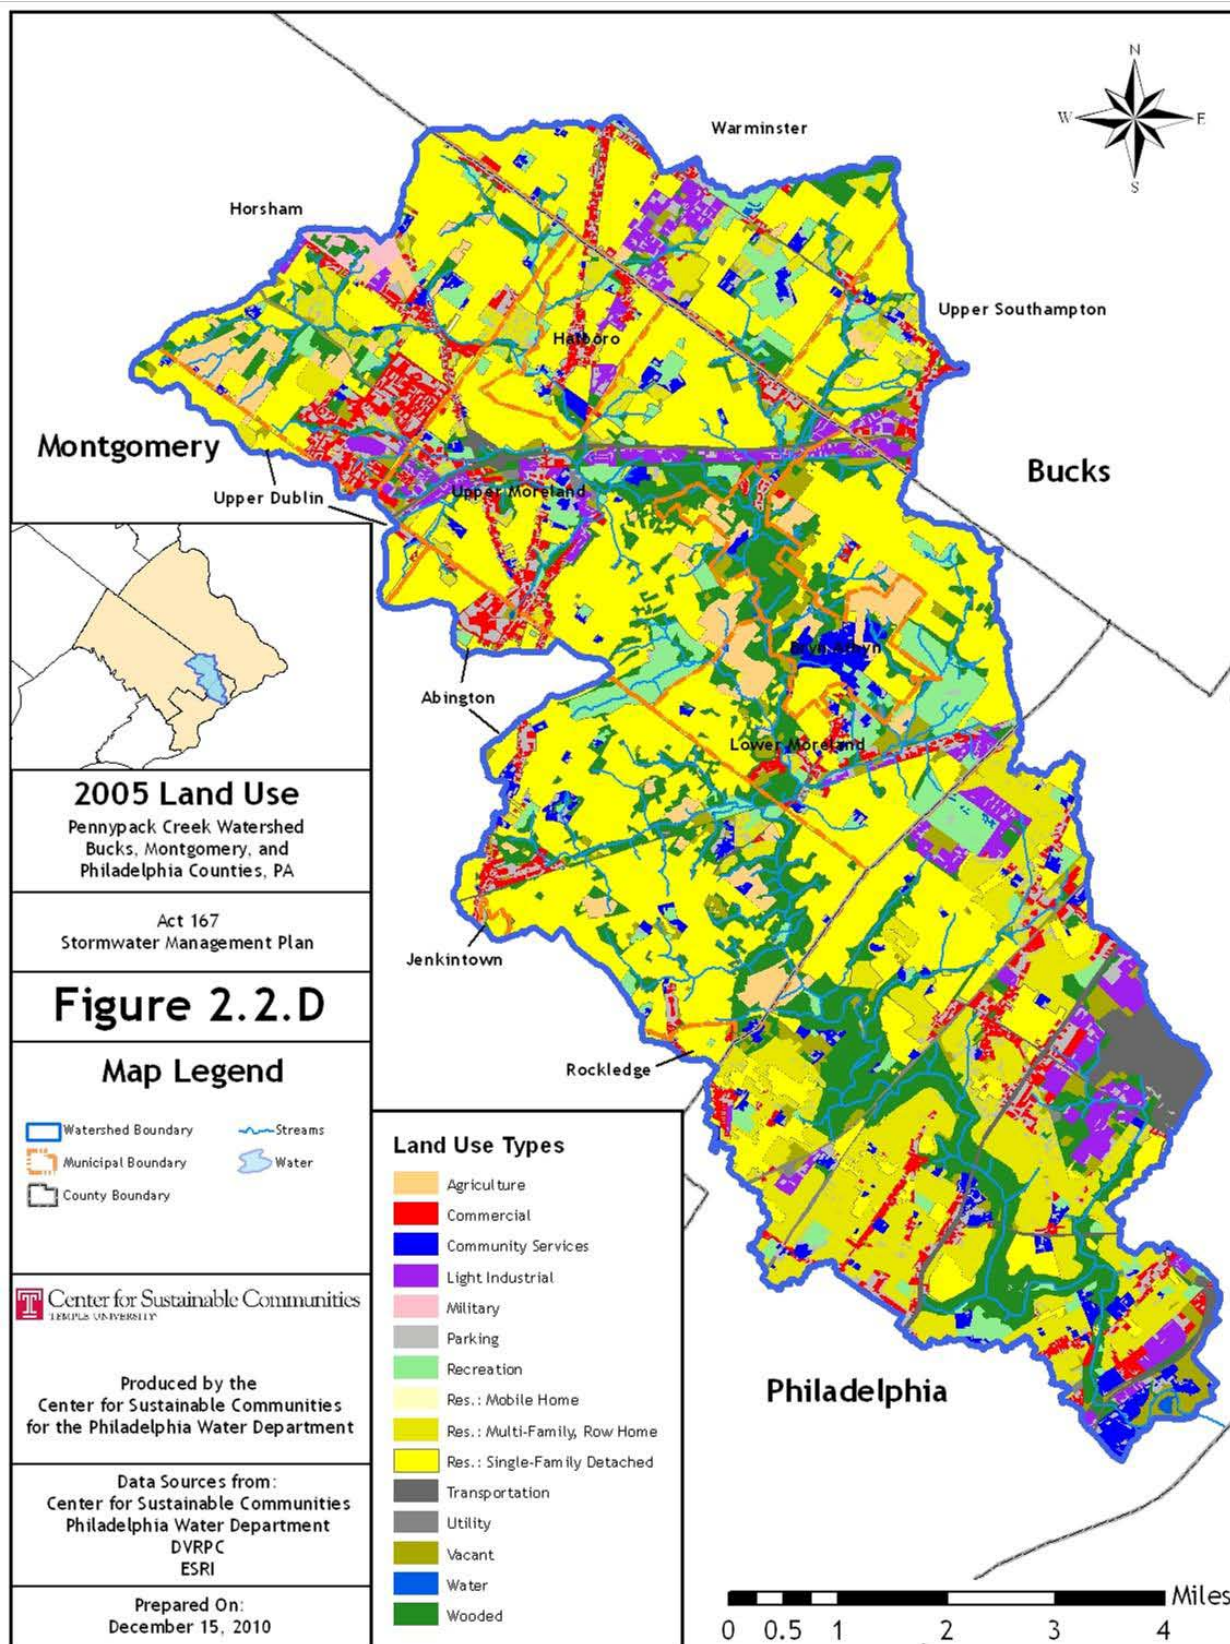 N
W
E
S
Warminster
Horsham
Upper Southampton
Hatboro
Montgomery
Bucks
Upper Dublin
Upper Moreland
Bryn Athyn
Abington
Lower Moreland
Jenkintown
Rockledge
Philadelphia
2005 Land Use
Pennypack Creek Watershed
Bucks, Montgomery, and
Philadelphia Counties, PA
Act 167
Stormwater Management Plan
Figure 2.2.D
Map Legend
Watershed Boundary
Streams
Municipal Boundary
Water
County Boundary
T Center for Sustainable Communities
TEMPLE UNIVERSITY
Produced by the
Center for Sustainable Communities
for the Philadelphia Water Department
Data Sources from:
Center for Sustainable Communities
Philadelphia Water Department
DVRPC
ESRI
Prepared On:
December 15, 2010
Land Use Types
Agriculture
Commercial
Community Services
Light Industrial
Military
Parking
Recreation
Res.: Mobile Home
Res.: Multi-Family, Row Home
Res.: Single-Family Detached
Transportation
Utility
Vacant
Water
Wooded
Miles
0 0.5 1 2 3 4